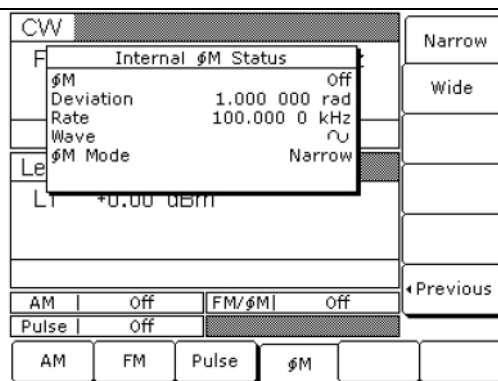 CW
Narrow
F
Internal ϕM Status
ϕM Off
Wide
Deviation 1.000 000 rad
Rate 100.000 0 kHz
Wave
ϕM Mode Narrow
Le
L1 +0.00 dBm
Previous
AM | Off FM/ϕM| Off
Pulse | Off
AM FM Pulse ϕM